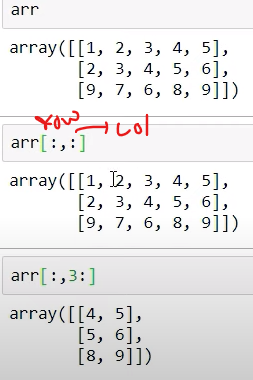 arr
array([[1, 2, 3, 4, 5],
[2, 3, 4, 5, 6],
[9, 7, 6, 8, 9]])
row col
arr[:,:]
array([[1, 2, 3, 4, 5],
[2, 3, 4, 5, 6],
[9, 7, 6, 8, 9]])
arr[:,3:]
array([[4, 5],
[5, 6],
[8, 9]])